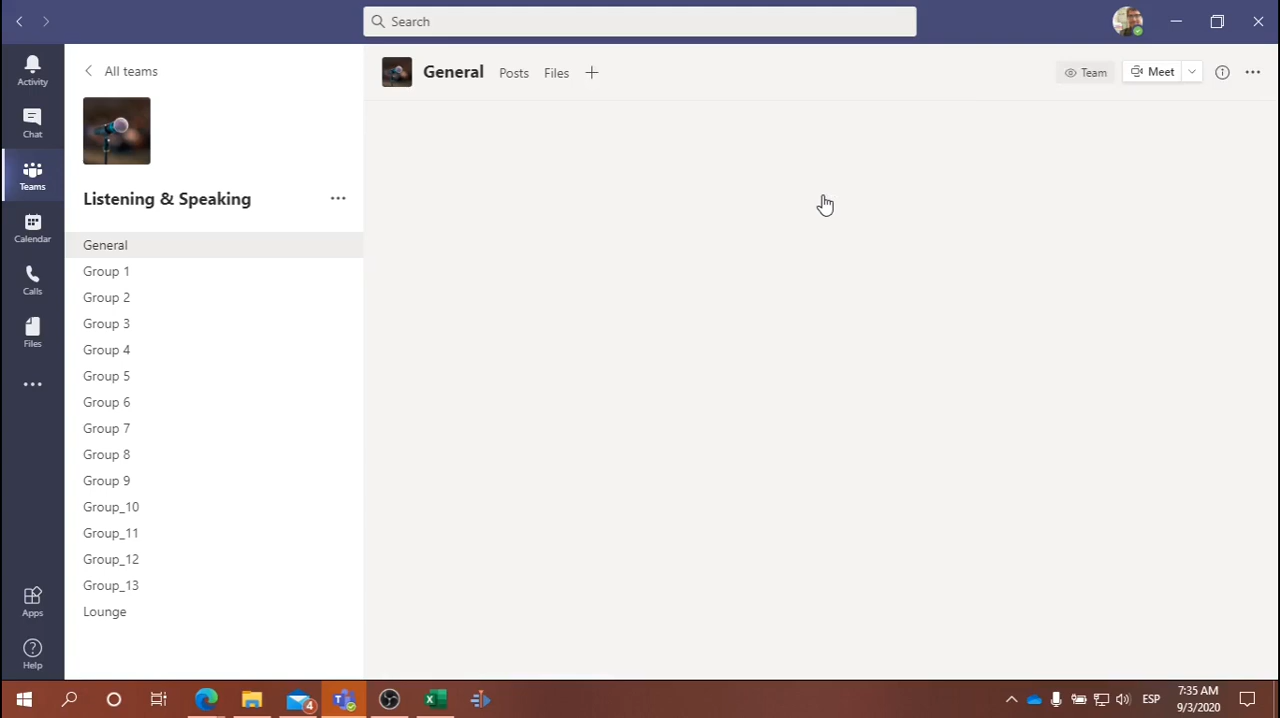 Search
Activity
Chat
Teams
Calendar
Calls
Files
Apps
Help
All teams
Listening & Speaking
General
Group 1
Group 2
Group 3
Group 4
Group 5
Group 6
Group 7
Group 8
Group 9
Group_10
Group_11
Group_12
Group_13
Lounge
General Posts Files
Team Meet
4
ESP
7:35 AM
9/3/2020